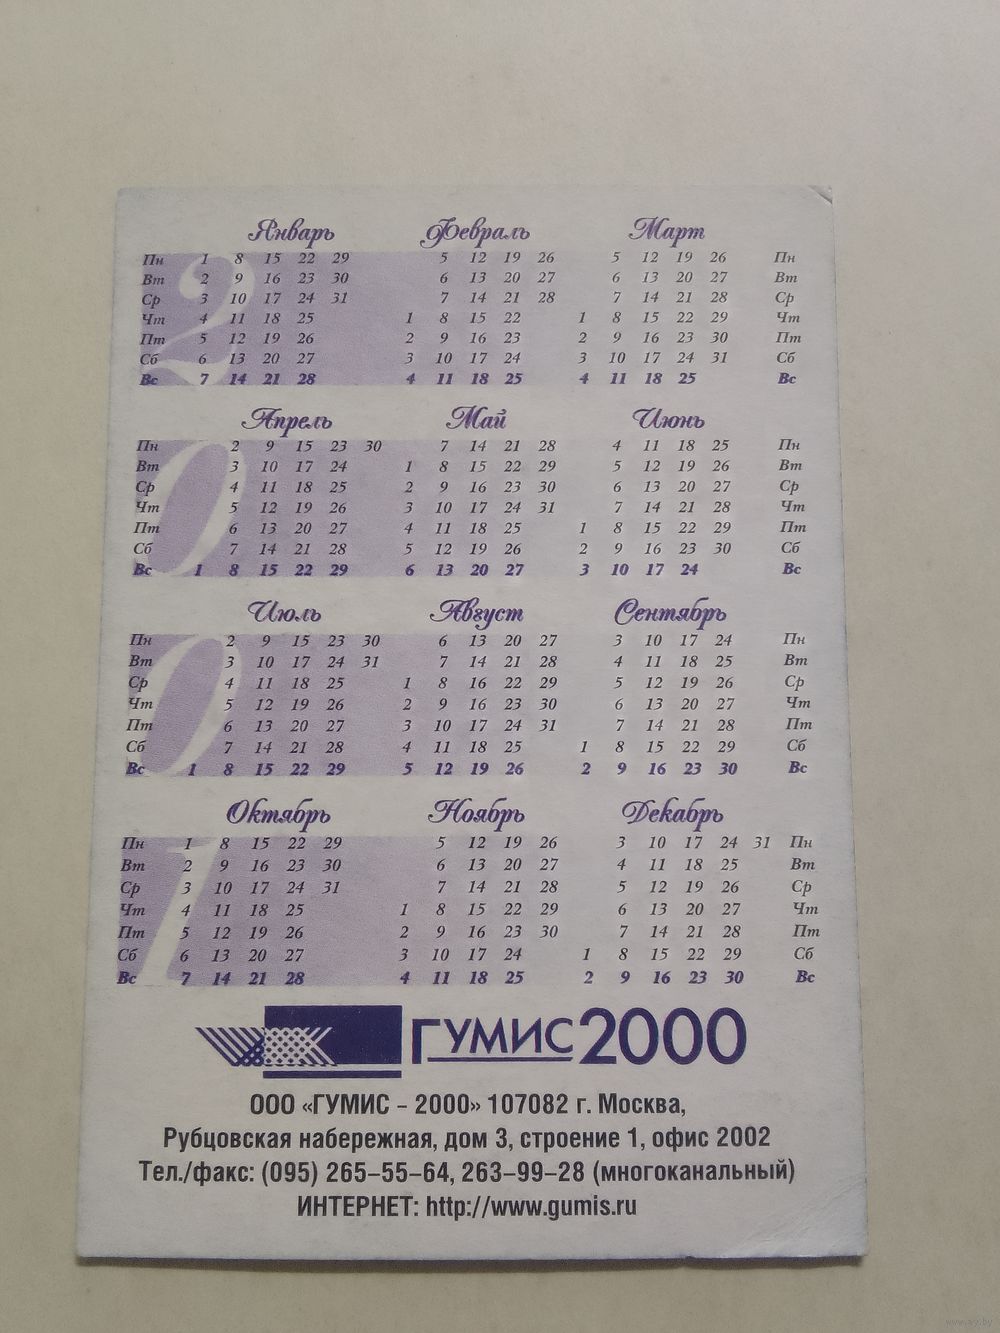 Январь Февраль Март
Пн 1 8 15 22 29 5 12 19 26 5 12 19 26 Пн
Вт 2 9 16 23 30 6 13 20 27 6 13 20 27 Вт
Ср 3 10 17 24 31 7 14 21 28 7 14 21 28 Ср
Чт 4 11 18 25 1 8 15 22 1 8 15 22 29 Чт
Пт 5 12 19 26 2 9 16 23 2 9 16 23 30 Пт
Сб 6 13 20 27 3 10 17 24 3 10 17 24 31 Сб
Вс 7 14 21 28 4 11 18 25 4 11 18 25 Вс
Апрель Май Июнь
Пн 2 9 15 23 30 7 14 21 28 4 11 18 25 Пн
Вт 3 10 17 24 1 8 15 22 29 5 12 19 26 Вт
Ср 4 11 18 25 2 9 16 23 30 6 13 20 27 Ср
Чт 5 12 19 26 3 10 17 24 31 7 14 21 28 Чт
Пт 6 13 20 27 4 11 18 25 1 8 15 22 29 Пт
Сб 7 14 21 28 5 12 19 26 2 9 16 23 30 Сб
Вс 1 8 15 22 29 6 13 20 27 3 10 17 24 Вс
Июль Август Сентябрь
Пн 2 9 15 23 30 6 13 20 27 3 10 17 24 Пн
Вт 3 10 17 24 31 7 14 21 28 4 11 18 25 Вт
Ср 4 11 18 25 1 8 16 22 29 5 12 19 26 Ср
Чт 5 12 19 26 2 9 16 23 30 6 13 20 27 Чт
Пт 6 13 20 27 3 10 17 24 31 7 14 21 28 Пт
Сб 7 14 21 28 4 11 18 25 1 8 15 22 29 Сб
Вс 1 8 15 22 29 5 12 19 26 2 9 16 23 30 Вс
Октябрь Ноябрь Декабрь
Пн 1 8 15 22 29 5 12 19 26 3 10 17 24 31 Пн
Вт 2 9 16 23 30 6 13 20 27 4 11 18 25 Вт
Ср 3 10 17 24 31 7 14 21 28 5 12 19 26 Ср
Чт 4 11 18 25 1 8 15 22 29 6 13 20 27 Чт
Пт 5 12 19 26 2 9 16 23 30 7 14 21 28 Пт
Сб 6 13 20 27 3 10 17 24 1 8 15 22 29 Сб
Вс 7 14 21 28 4 11 18 25 2 9 16 23 30 Вс
2
0
0
1
ГУМИС 2000
ООО «ГУМИС – 2000» 107082 г. Москва,
Рубцовская набережная, дом 3, строение 1, офис 2002
Тел./факс: (095) 265–55–64, 263–99–28 (многоканальный)
ИНТЕРНЕТ: http://www.gumis.ru
www.ay.by